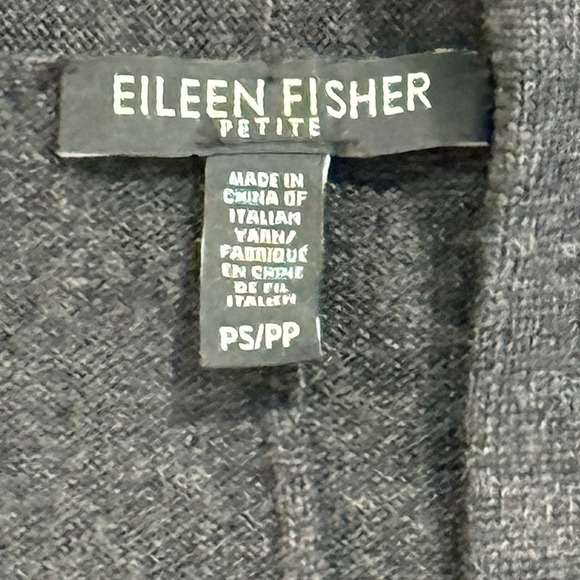 EILEEN FISHER
PETITE
MADE IN
CHINA OF
ITALIAN
YARN/
FABRIQUÉ
EN CHINE
DE FIL
ITALIEN
PS/PP